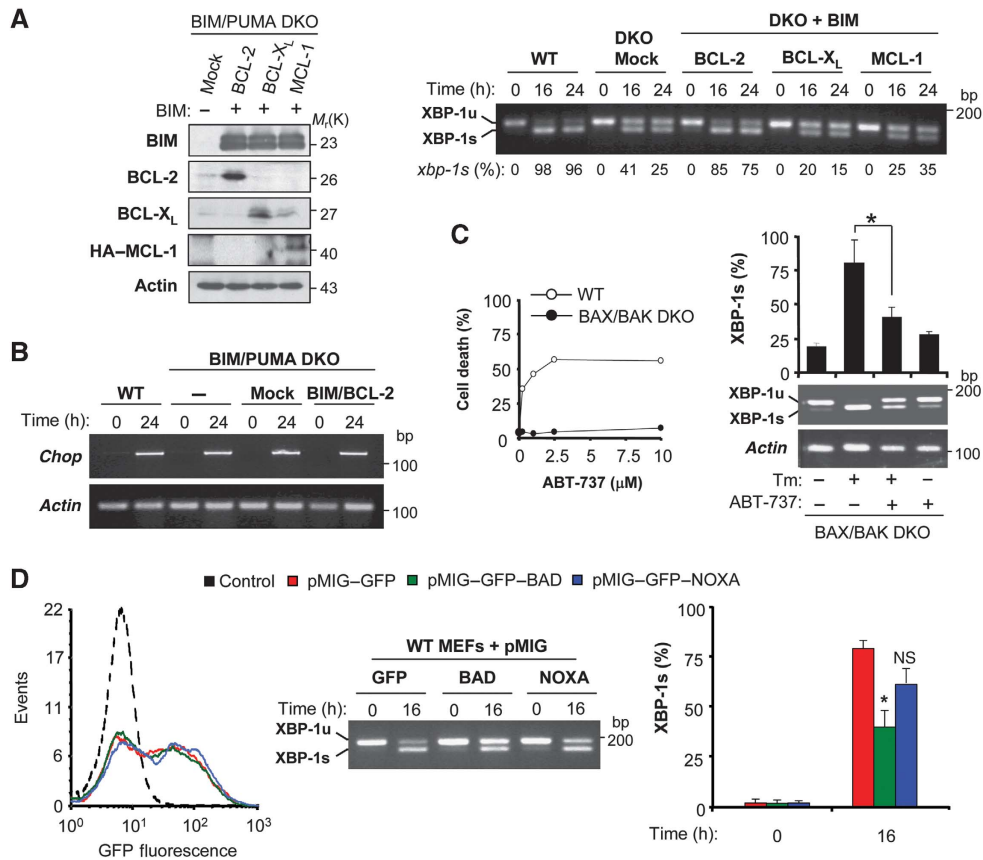 A
BIM/PUMA DKO
Mock
BCL-2
BCL-XL
MCL-1
BIM: – + + +
Mr(K)
BIM
23
BCL-2
26
BCL-XL
27
HA–MCL-1
40
Actin
43
DKO + BIM
WT
DKO
Mock
BCL-2
BCL-XL
MCL-1
Time (h): 0 16 24 0 16 24 0 16 24 0 16 24 0 16 24
bp
XBP-1u
200
XBP-1s
xbp-1s (%): 0 98 96 0 41 25 0 85 75 0 20 15 0 25 35
B
BIM/PUMA DKO
WT – Mock BIM/BCL-2
Time (h): 0 24 0 24 0 24 0 24
bp
Chop
100
Actin
100
C
WT
BAX/BAK DKO
Cell death (%)
100
75
50
25
0
0 2.5 5 7.5 10
ABT-737 (µM)
*
XBP-1s (%)
100
75
50
25
0
bp
XBP-1u
200
XBP-1s
Actin
100
Tm: – + + –
ABT-737: – – + +
BAX/BAK DKO
D
Control pMIG–GFP pMIG–GFP–BAD pMIG–GFP–NOXA
Events
22
17
11
6
0
10^0 10^1 10^2 10^3
GFP fluorescence
WT MEFs + pMIG
GFP BAD NOXA
Time (h): 0 16 0 16 0 16
bp
XBP-1u
200
XBP-1s
XBP-1s (%)
100
75
50
25
0
*
NS
Time (h): 0 16